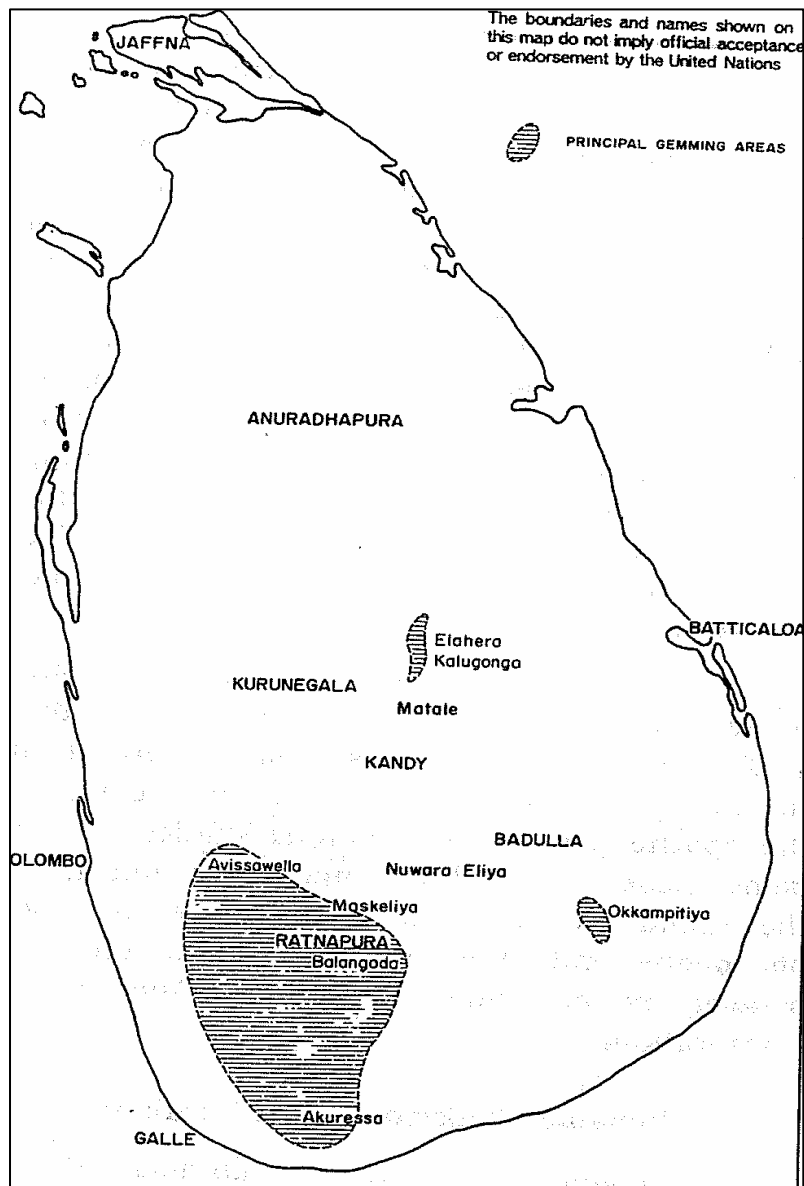 The boundaries and names shown on
this map do not imply official acceptance
or endorsement by the United Nations
JAFFNA
PRINCIPAL GEMMING AREAS
ANURADHAPURA
BATTICALOA
Elahera
Kalugonga
KURUNEGALA
Matale
KANDY
BADULLA
OLOMBO
Avissawella
Nuwara Eliya
Maskeliya
Okkampitiya
RATNAPURA
Balangoda
Akuressa
GALLE